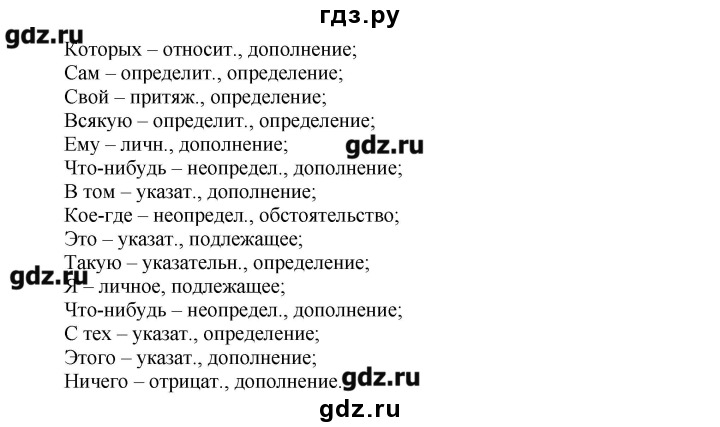 гдз.ру
gdz.ru
Которых – относит., дополнение;
Сам – определит., определение;
Свой – притяж., определение;
Всякую – определит., определение;
Ему – личн., дополнение;
gdz.ru
Что-нибудь – неопредел., дополнение;
В том – указат., дополнение;
Кое-где – неопредел., обстоятельство;
Это – указат., подлежащее;
Такую – указательн., определение;
gdz.ru
Я – личное, подлежащее;
Что-нибудь – неопредел., дополнение;
С тех – указат., определение;
Этого – указат., дополнение;
Ничего – отрицат., дополнение.
gdz.ru
gdz.ru